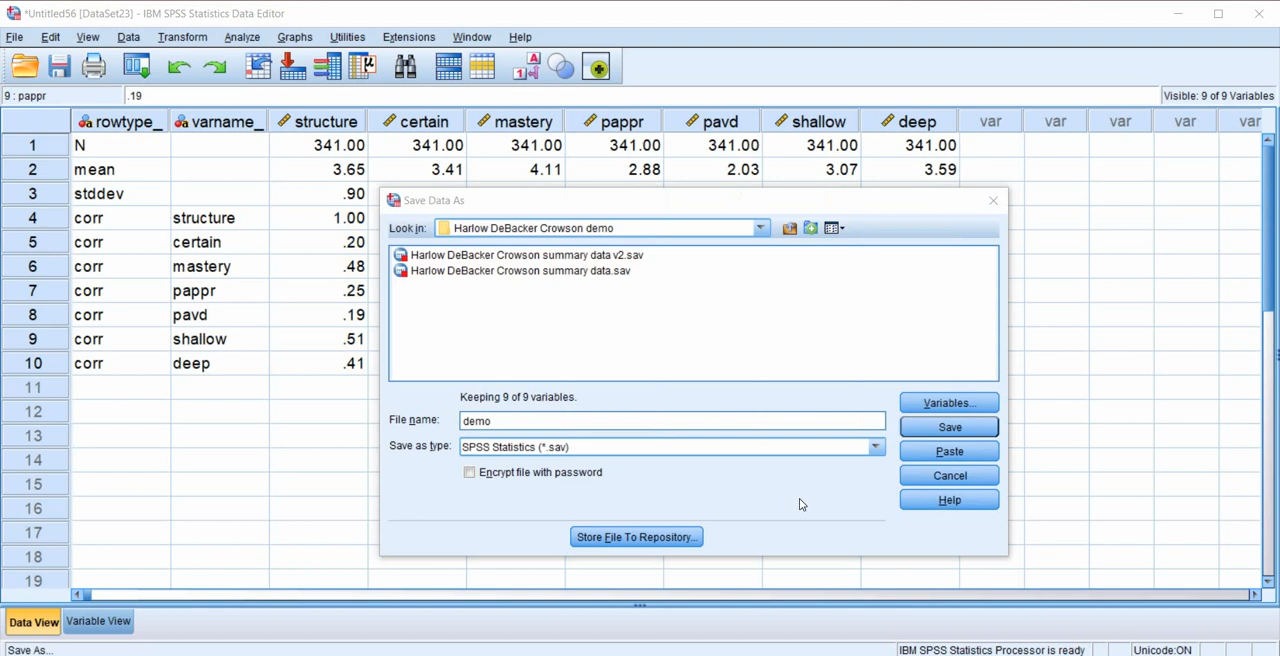 *Untitled56 [DataSet23] - IBM SPSS Statistics Data Editor
File Edit View Data Transform Analyze Graphs Utilities Extensions Window Help
9 : pappr .19 Visible: 9 of 9 Variables
rowtype_ varname_ structure certain mastery pappr pavd shallow deep var var var var var
1 N 341.00 341.00 341.00 341.00 341.00 341.00 341.00
2 mean 3.65 3.41 4.11 2.88 2.03 3.07 3.59
3 stddev .90
4 corr structure 1.00
5 corr certain .20
6 corr mastery .48
7 corr pappr .25
8 corr pavd .19
9 corr shallow .51
10 corr deep .41
11
12
13
14
15
16
17
18
19
Save Data As
Look in: Harlow DeBacker Crowson demo
Harlow DeBacker Crowson summary data v2.sav
Harlow DeBacker Crowson summary data.sav
Keeping 9 of 9 variables.
Variables...
File name: demo
Save
Save as type: SPSS Statistics (*.sav)
Paste
Encrypt file with password
Cancel
Help
Store File To Repository...
Data View Variable View
Save As... IBM SPSS Statistics Processor is ready Unicode:ON